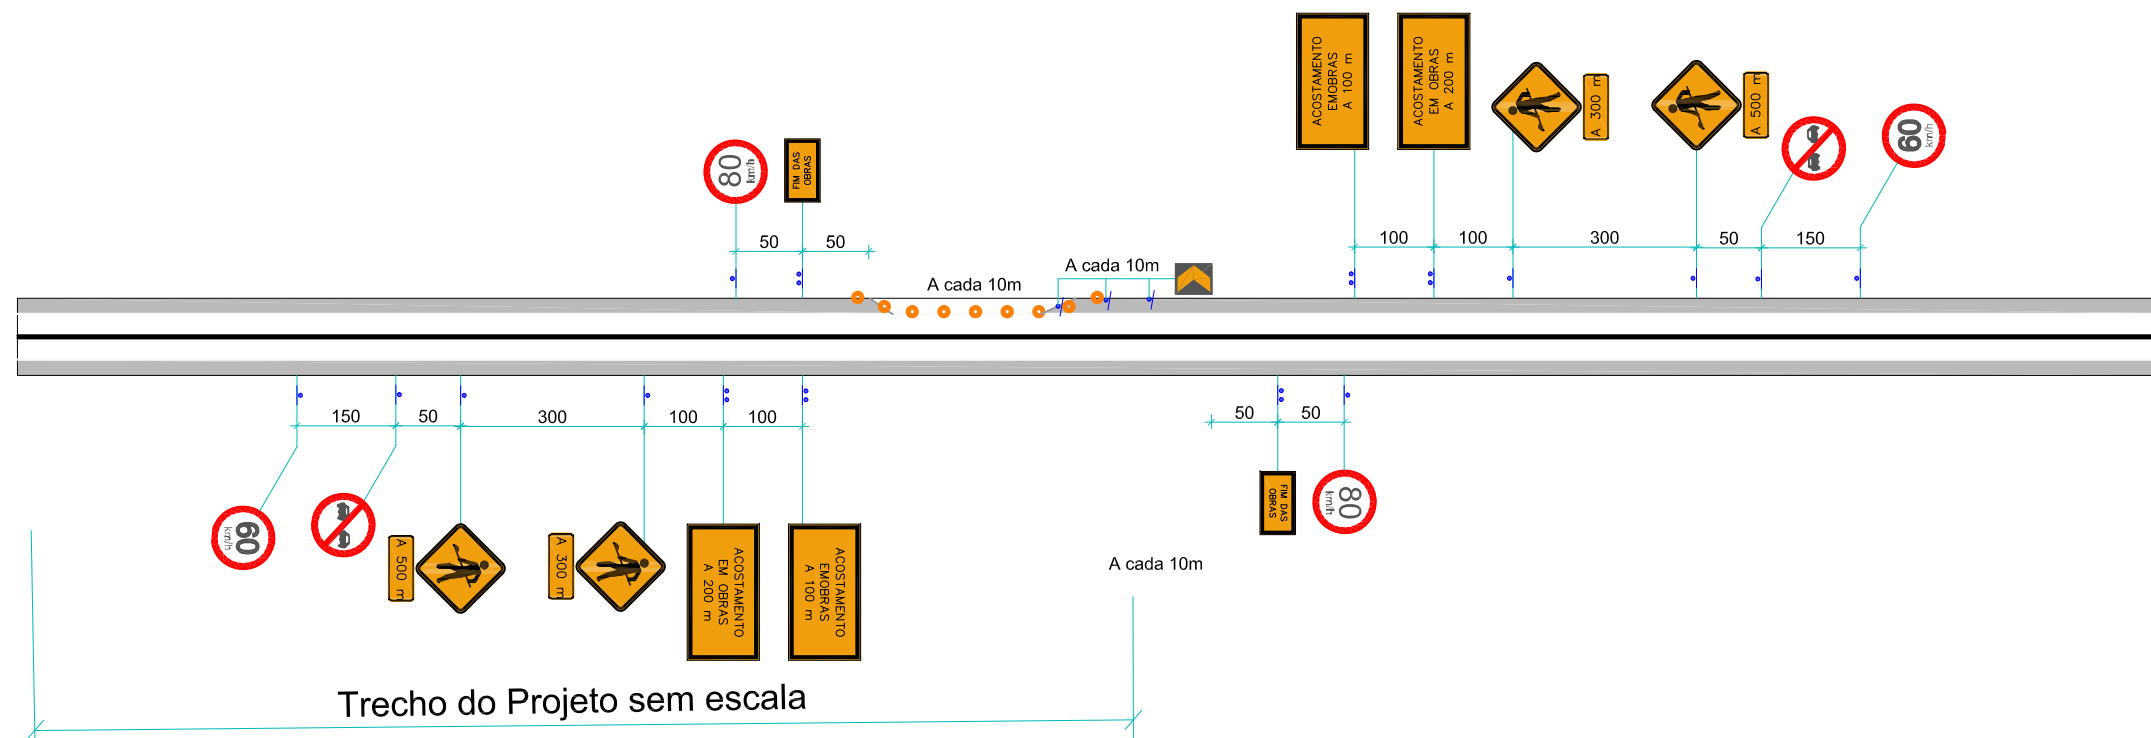 ACOSTAMENTO
EMOBRAS
A 100 m
ACOSTAMENTO
EM OBRAS
A 200 m
A 300 m
A 500 m
60
km/h
80
km/h
FIM DAS
OBRAS
50
50
100
100
300
50
150
A cada 10m
A cada 10m
150
50
300
100
100
50
50
60
km/h
A 500 m
A 300 m
ACOSTAMENTO
EM OBRAS
A 200 m
ACOSTAMENTO
EMOBRAS
A 100 m
FIM DAS
OBRAS
80
km/h
A cada 10m
Trecho do Projeto sem escala